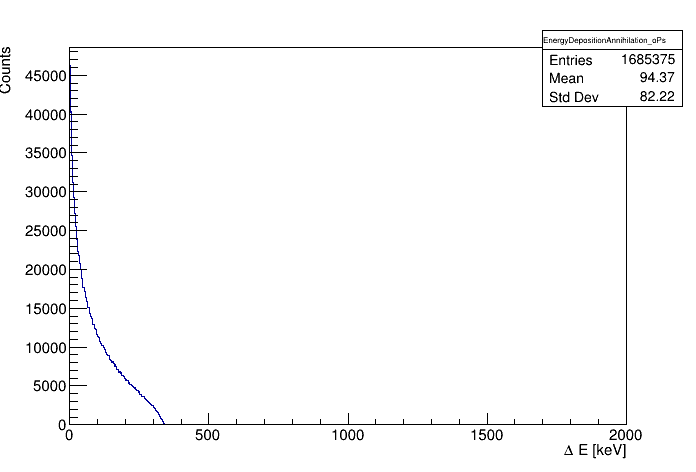 EnergyDepositionAnnihilation_oPs
Entries 1685375
Mean 94.37
Std Dev 82.22
Counts
45000
40000
35000
30000
25000
20000
15000
10000
5000
0
0 500 1000 1500 2000
Δ E [keV]